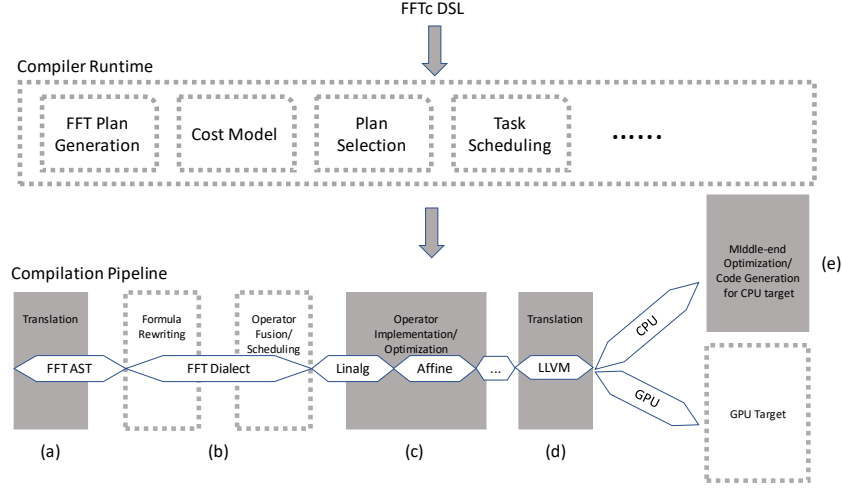 FFTc DSL
Compiler Runtime
FFT Plan
Generation
Cost Model
Plan
Selection
Task
Scheduling
......
Compilation Pipeline
Translation
Formula
Rewriting
Operator
Fusion/
Scheduling
Operator
Implementation/
Optimization
Translation
FFT AST
FFT Dialect
Linalg
Affine
...
LLVM
CPU
GPU
MIddle-end
Optimization/
Code Generation
for CPU target
(e)
GPU Target
(a)
(b)
(c)
(d)